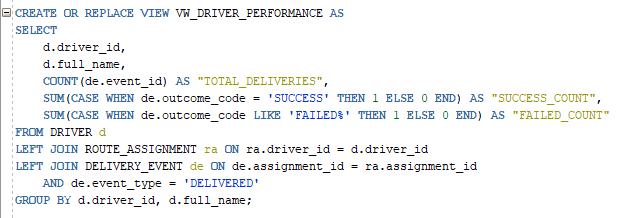 CREATE OR REPLACE VIEW VW_DRIVER_PERFORMANCE AS
SELECT
    d.driver_id,
    d.full_name,
    COUNT(de.event_id) AS "TOTAL_DELIVERIES",
    SUM(CASE WHEN de.outcome_code = 'SUCCESS' THEN 1 ELSE 0 END) AS "SUCCESS_COUNT",
    SUM(CASE WHEN de.outcome_code LIKE 'FAILED%' THEN 1 ELSE 0 END) AS "FAILED_COUNT"
FROM DRIVER d
LEFT JOIN ROUTE_ASSIGNMENT ra ON ra.driver_id = d.driver_id
LEFT JOIN DELIVERY_EVENT de ON de.assignment_id = ra.assignment_id
    AND de.event_type = 'DELIVERED'
GROUP BY d.driver_id, d.full_name;